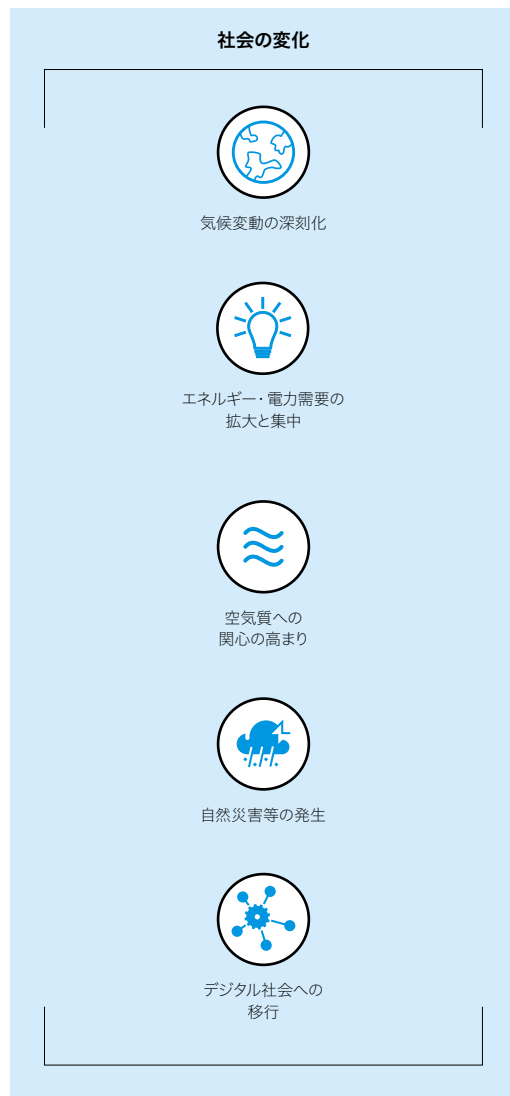 社会の変化
気候変動の深刻化
エネルギー・電力需要の
拡大と集中
空気質への
関心の高まり
自然災害等の発生
デジタル社会への
移行